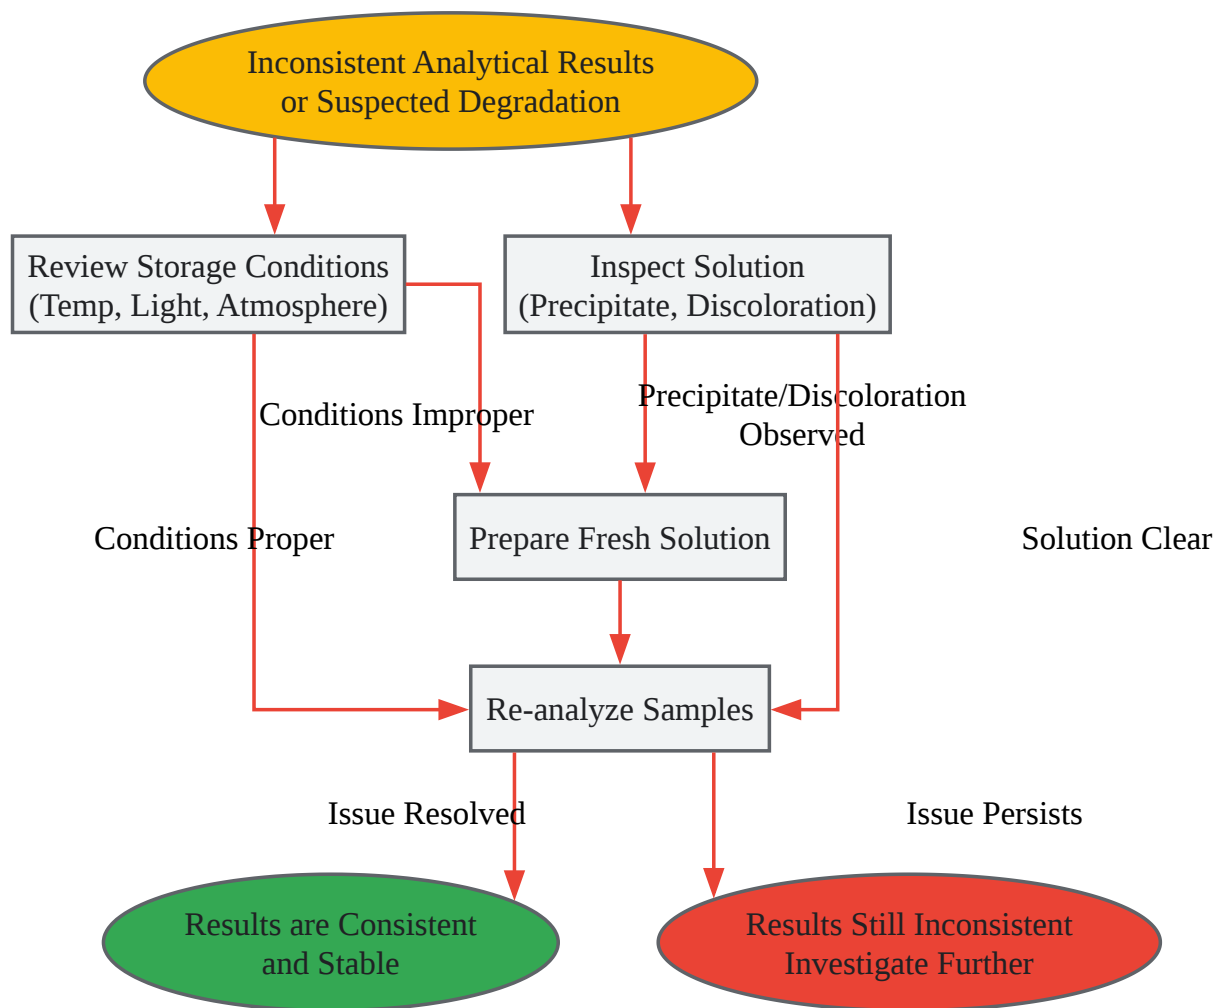 Inconsistent Analytical Results
or Suspected Degradation
Review Storage Conditions
(Temp, Light, Atmosphere)
Inspect Solution
(Precipitate, Discoloration)
Conditions Improper
Precipitate/Discoloration
Observed
Conditions Proper
Prepare Fresh Solution
Solution Clear
Re-analyze Samples
Issue Resolved
Issue Persists
Results are Consistent
and Stable
Results Still Inconsistent
Investigate Further